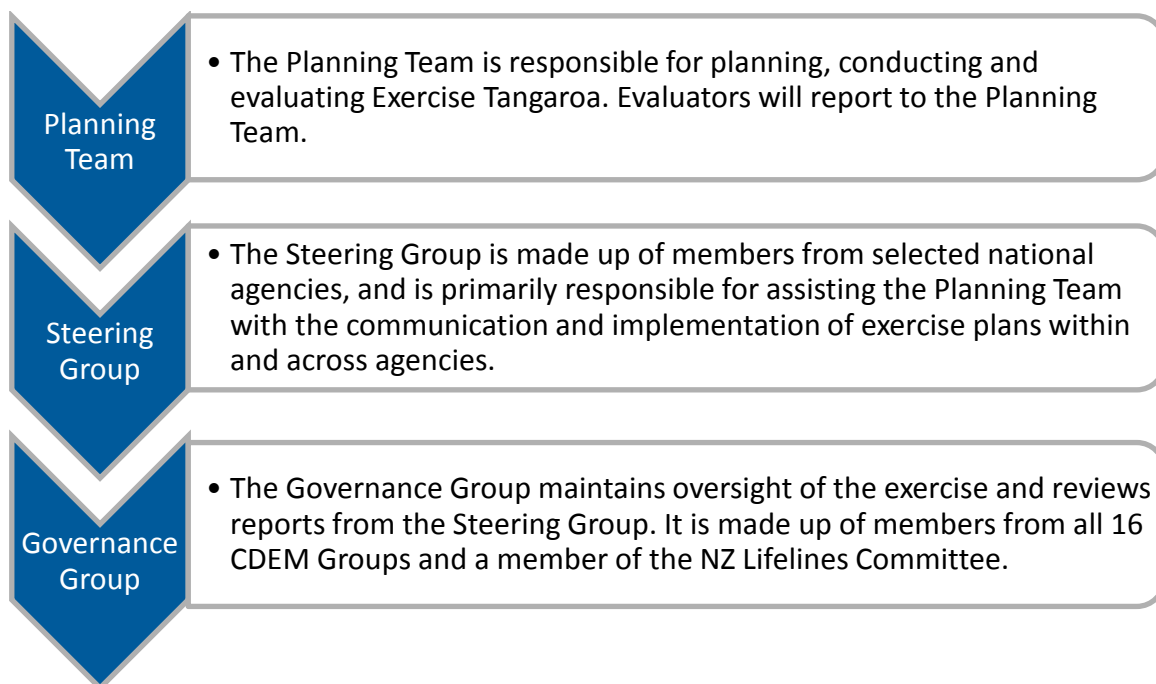 Planning
Team
• The Planning Team is responsible for planning, conducting and
evaluating Exercise Tangaroa. Evaluators will report to the Planning
Team.
Steering
Group
• The Steering Group is made up of members from selected national
agencies, and is primarily responsible for assisting the Planning Team
with the communication and implementation of exercise plans within
and across agencies.
Governance
Group
• The Governance Group maintains oversight of the exercise and reviews
reports from the Steering Group. It is made up of members from all 16
CDEM Groups and a member of the NZ Lifelines Committee.